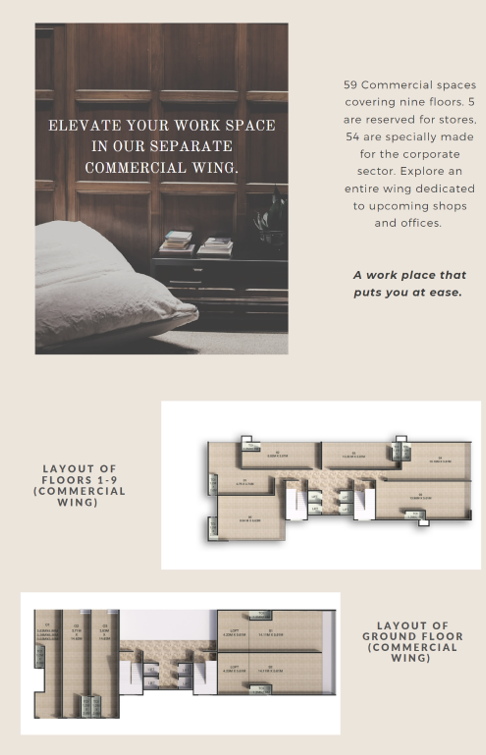 ELEVATE YOUR WORK SPACE
IN OUR SEPARATE
COMMERCIAL WING.
59 Commercial spaces
covering nine floors. 5
are reserved for stores,
54 are specially made
for the corporate
sector. Explore an
entire wing dedicated
to upcoming shops
and offices.
A work place that
puts you at ease.
LAYOUT OF
FLOORS 1-9
(COMMERCIAL
WING)
LAYOUT OF
GROUND FLOOR
(COMMERCIAL
WING)